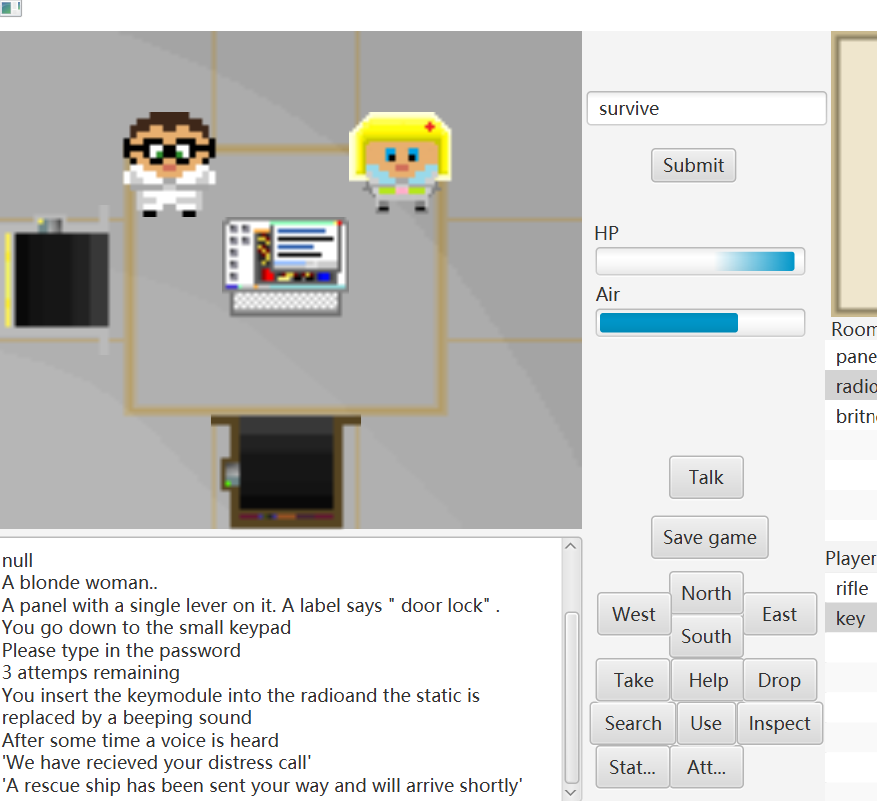 survive
Submit
HP
Air
Room
pane
radio
britn
Talk
Save game
Player
rifle
key
North
West
East
South
Take
Help
Drop
Search
Use
Inspect
Stat...
Att...
null
A blonde woman..
A panel with a single lever on it. A label says " door lock" .
You go down to the small keypad
Please type in the password
3 attemps remaining
You insert the keymodule into the radioand the static is
replaced by a beeping sound
After some time a voice is heard
'We have recieved your distress call'
'A rescue ship has been sent your way and will arrive shortly'